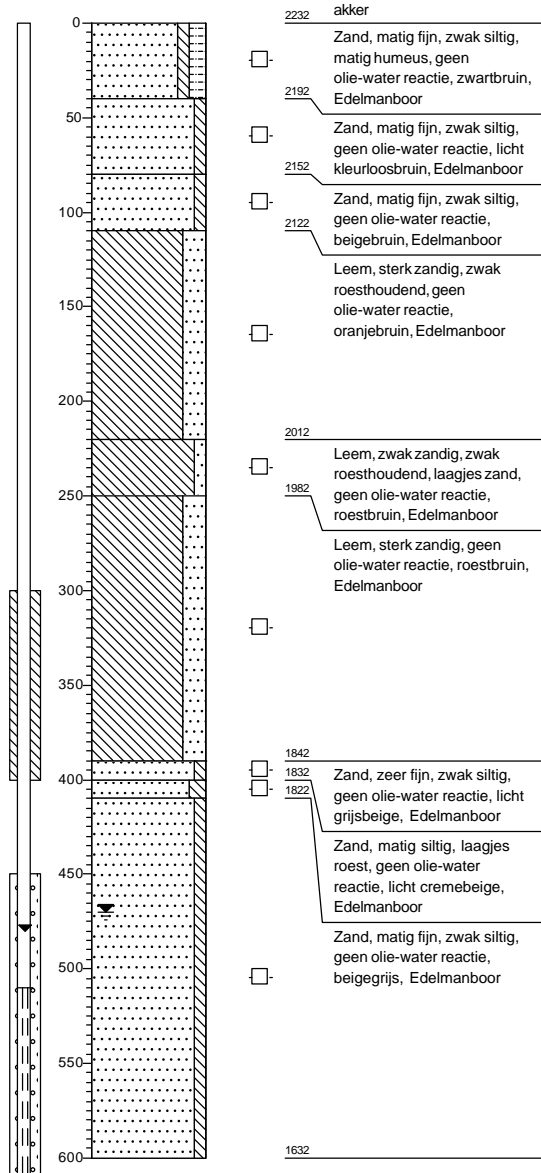 0
50
100
150
200
250
300
350
400
450
500
550
600
2232
akker
Zand, matig fijn, zwak siltig,
matig humeus, geen
olie-water reactie, zwartbruin,
Edelmanboor
2192
Zand, matig fijn, zwak siltig,
geen olie-water reactie, licht
kleurloosbruin, Edelmanboor
2152
Zand, matig fijn, zwak siltig,
geen olie-water reactie,
beigebruin, Edelmanboor
2122
Leem, sterk zandig, zwak
roesthoudend, geen
olie-water reactie,
oranjebruin, Edelmanboor
2012
Leem, zwak zandig, zwak
roesthoudend, laagjes zand,
geen olie-water reactie,
roestbruin, Edelmanboor
1982
Leem, sterk zandig, geen
olie-water reactie, roestbruin,
Edelmanboor
1842
Zand, zeer fijn, zwak siltig,
geen olie-water reactie, licht
grijsbeige, Edelmanboor
1832
Zand, matig siltig, laagjes
roest, geen olie-water
reactie, licht cremebeige,
Edelmanboor
1822
Zand, matig fijn, zwak siltig,
geen olie-water reactie,
beigegrijs, Edelmanboor
1632